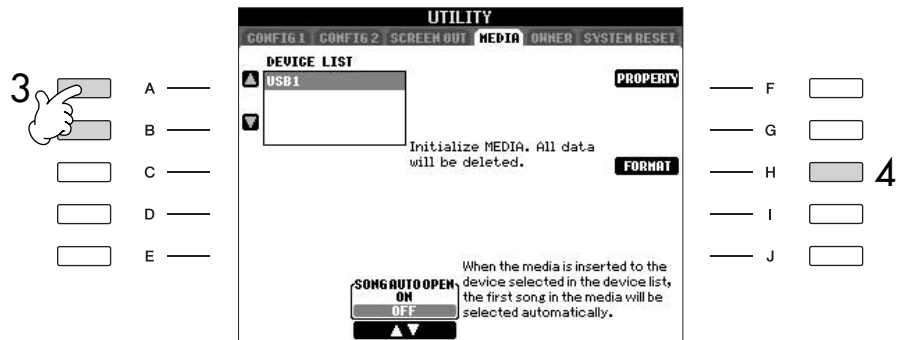 UTILITY
CONFIG 1 CONFIG 2 SCREEN OUT MEDIA OWNER SYSTEM RESET
DEVICE LIST
USB1
PROPERTY
3
A
F
B
G
Initialize MEDIA. All data
will be deleted.
FORMAT
C
H
4
D
I
E
J
When the media is inserted to the
device selected in the device list,
the first song in the media will be
selected automatically.
SONG AUTO OPEN
ON
OFF